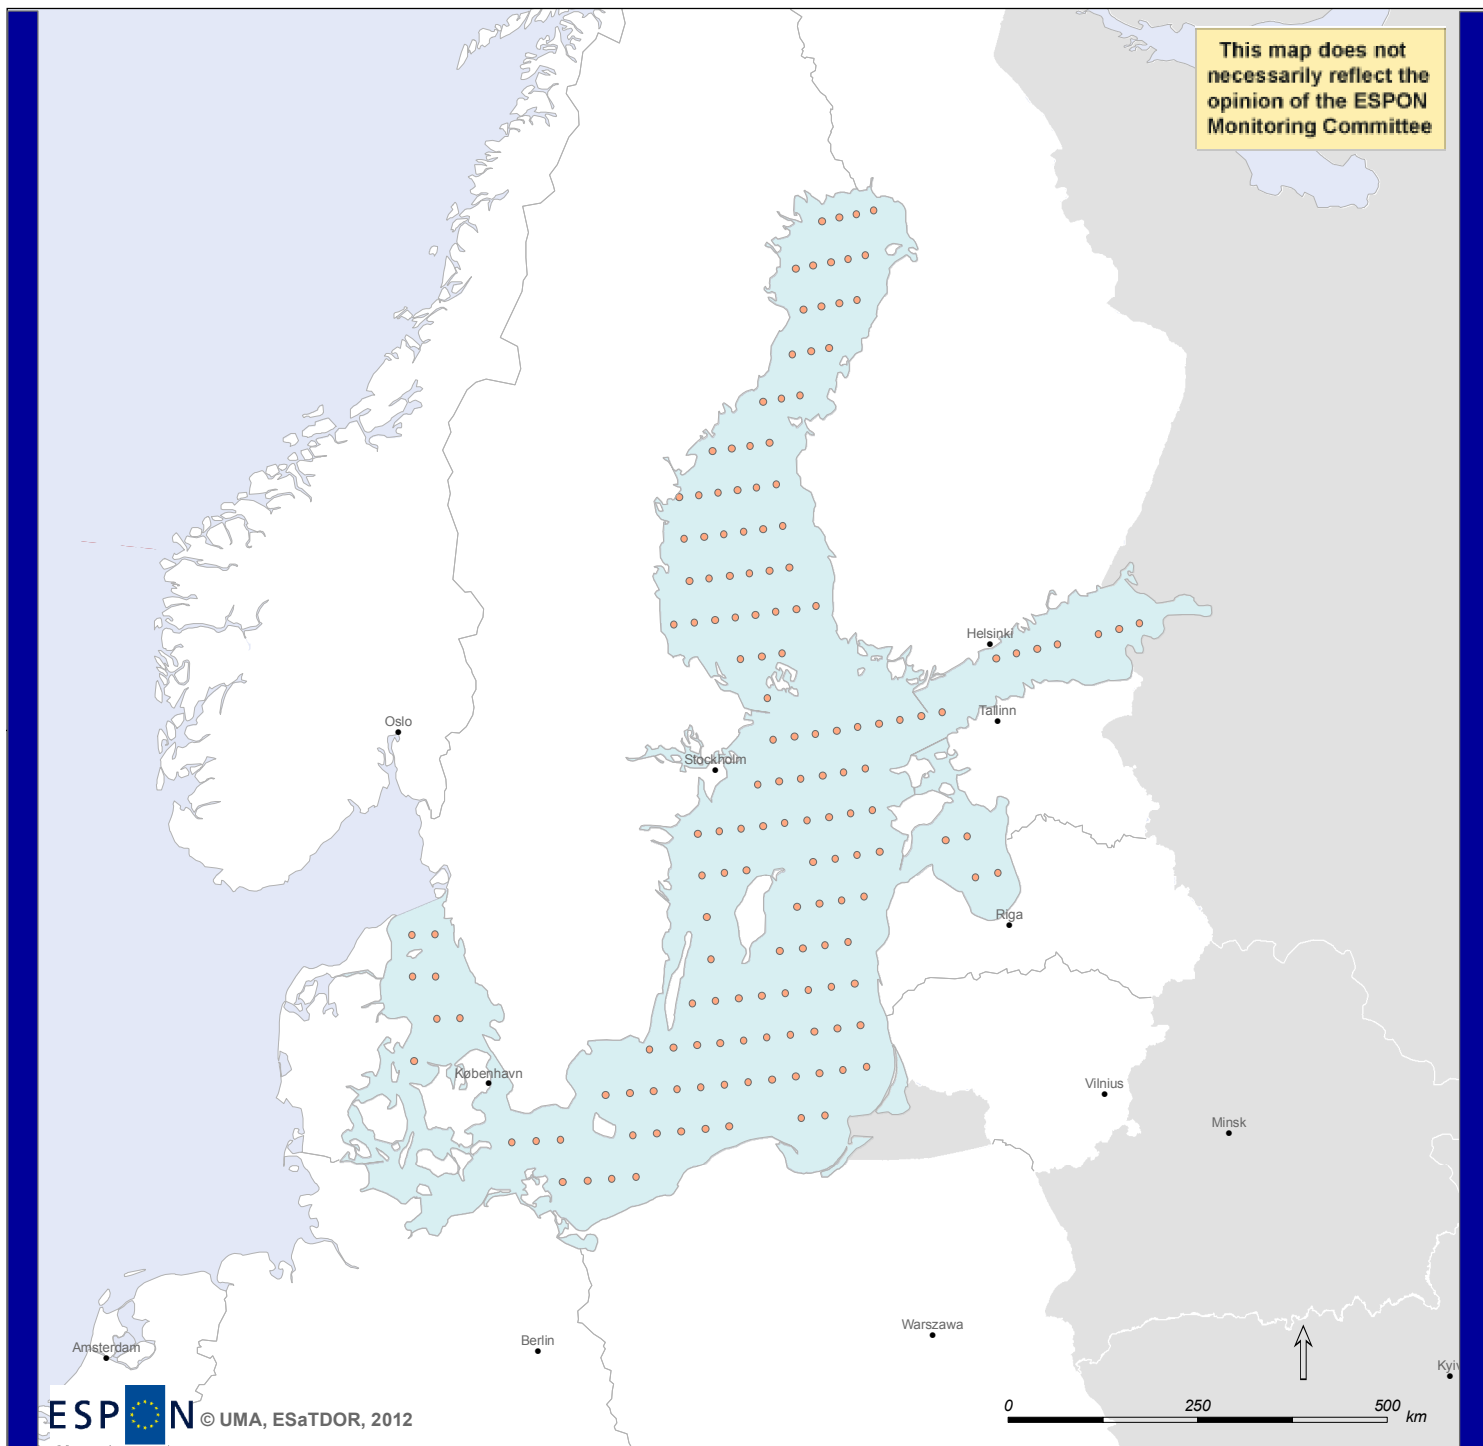 This map does not
necessarily reflect the
opinion of the ESPON
Monitoring Committee
Helsinki
Tallinn
Oslo
Stockholm
Riga
København
Vilnius
Minsk
Warszawa
Berlin
Amsterdam
Kyiv
0 250 500 km
ESPON © UMA, ESaTDOR, 2012